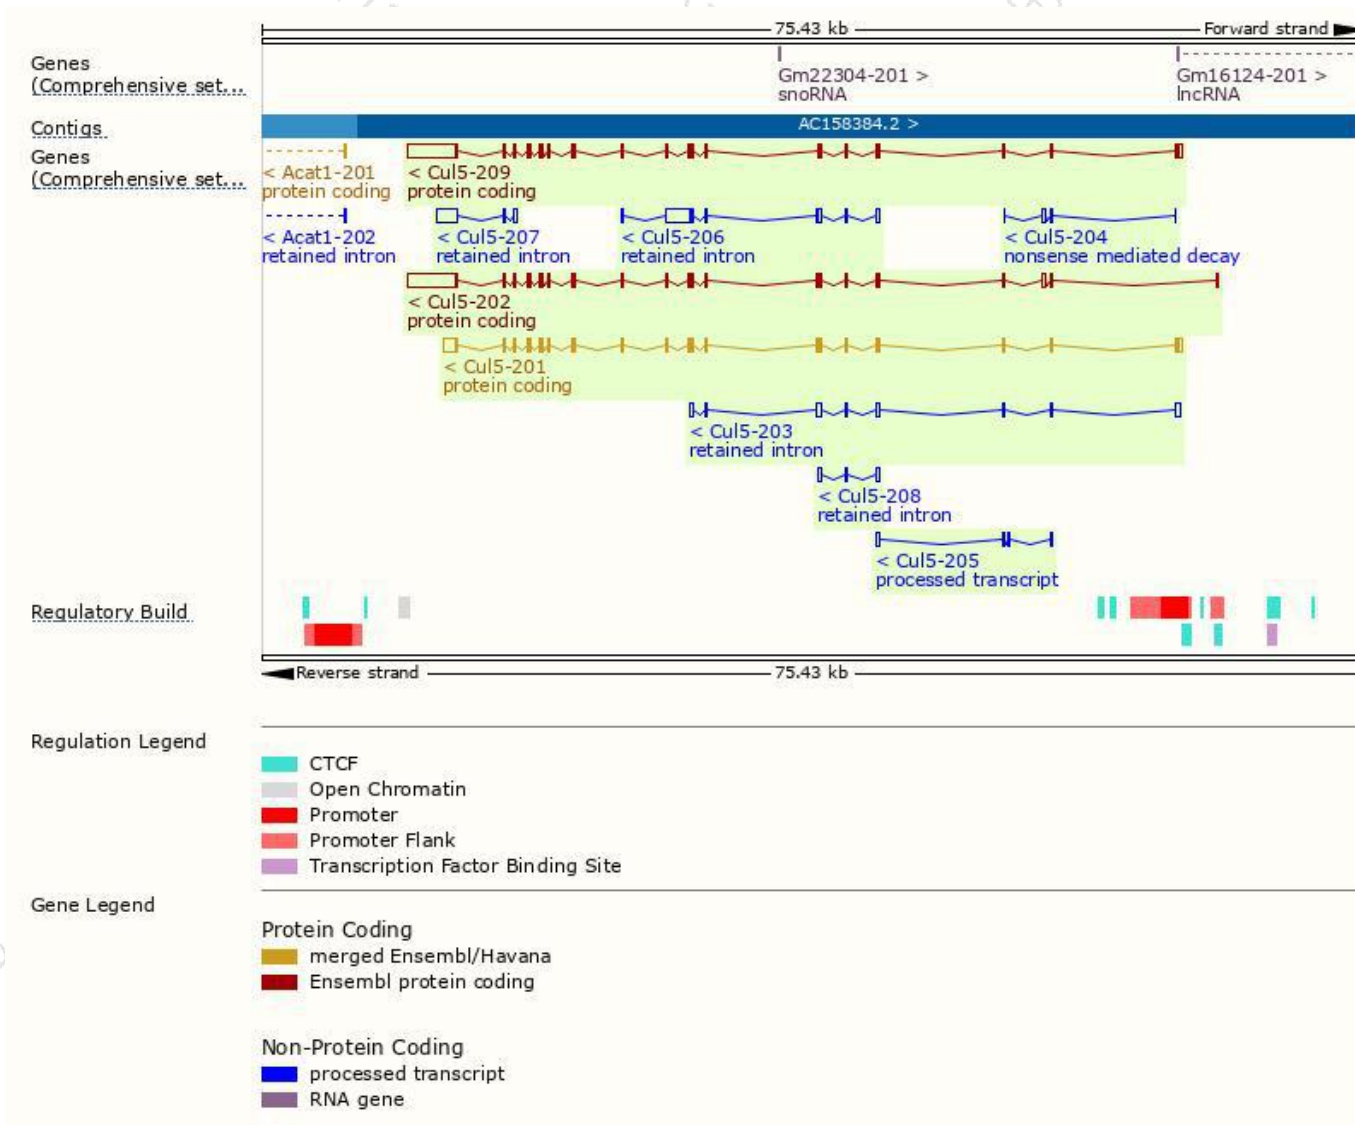 75.43 kb
Forward strand
Genes
(Comprehensive set...
Gm22304-201 >
snoRNA
Gm16124-201 >
lncRNA
Contigs
AC158384.2 >
Genes
(Comprehensive set...
< Acat1-201
protein coding
< Cul5-209
protein coding
< Acat1-202
retained intron
< Cul5-207
retained intron
< Cul5-206
retained intron
< Cul5-204
nonsense mediated decay
< Cul5-202
protein coding
< Cul5-201
protein coding
< Cul5-203
retained intron
< Cul5-208
retained intron
< Cul5-205
processed transcript
Regulatory Build
Reverse strand
75.43 kb
Regulation Legend
CTCF
Open Chromatin
Promoter
Promoter Flank
Transcription Factor Binding Site
Gene Legend
Protein Coding
merged Ensembl/Havana
Ensembl protein coding
Non-Protein Coding
processed transcript
RNA gene